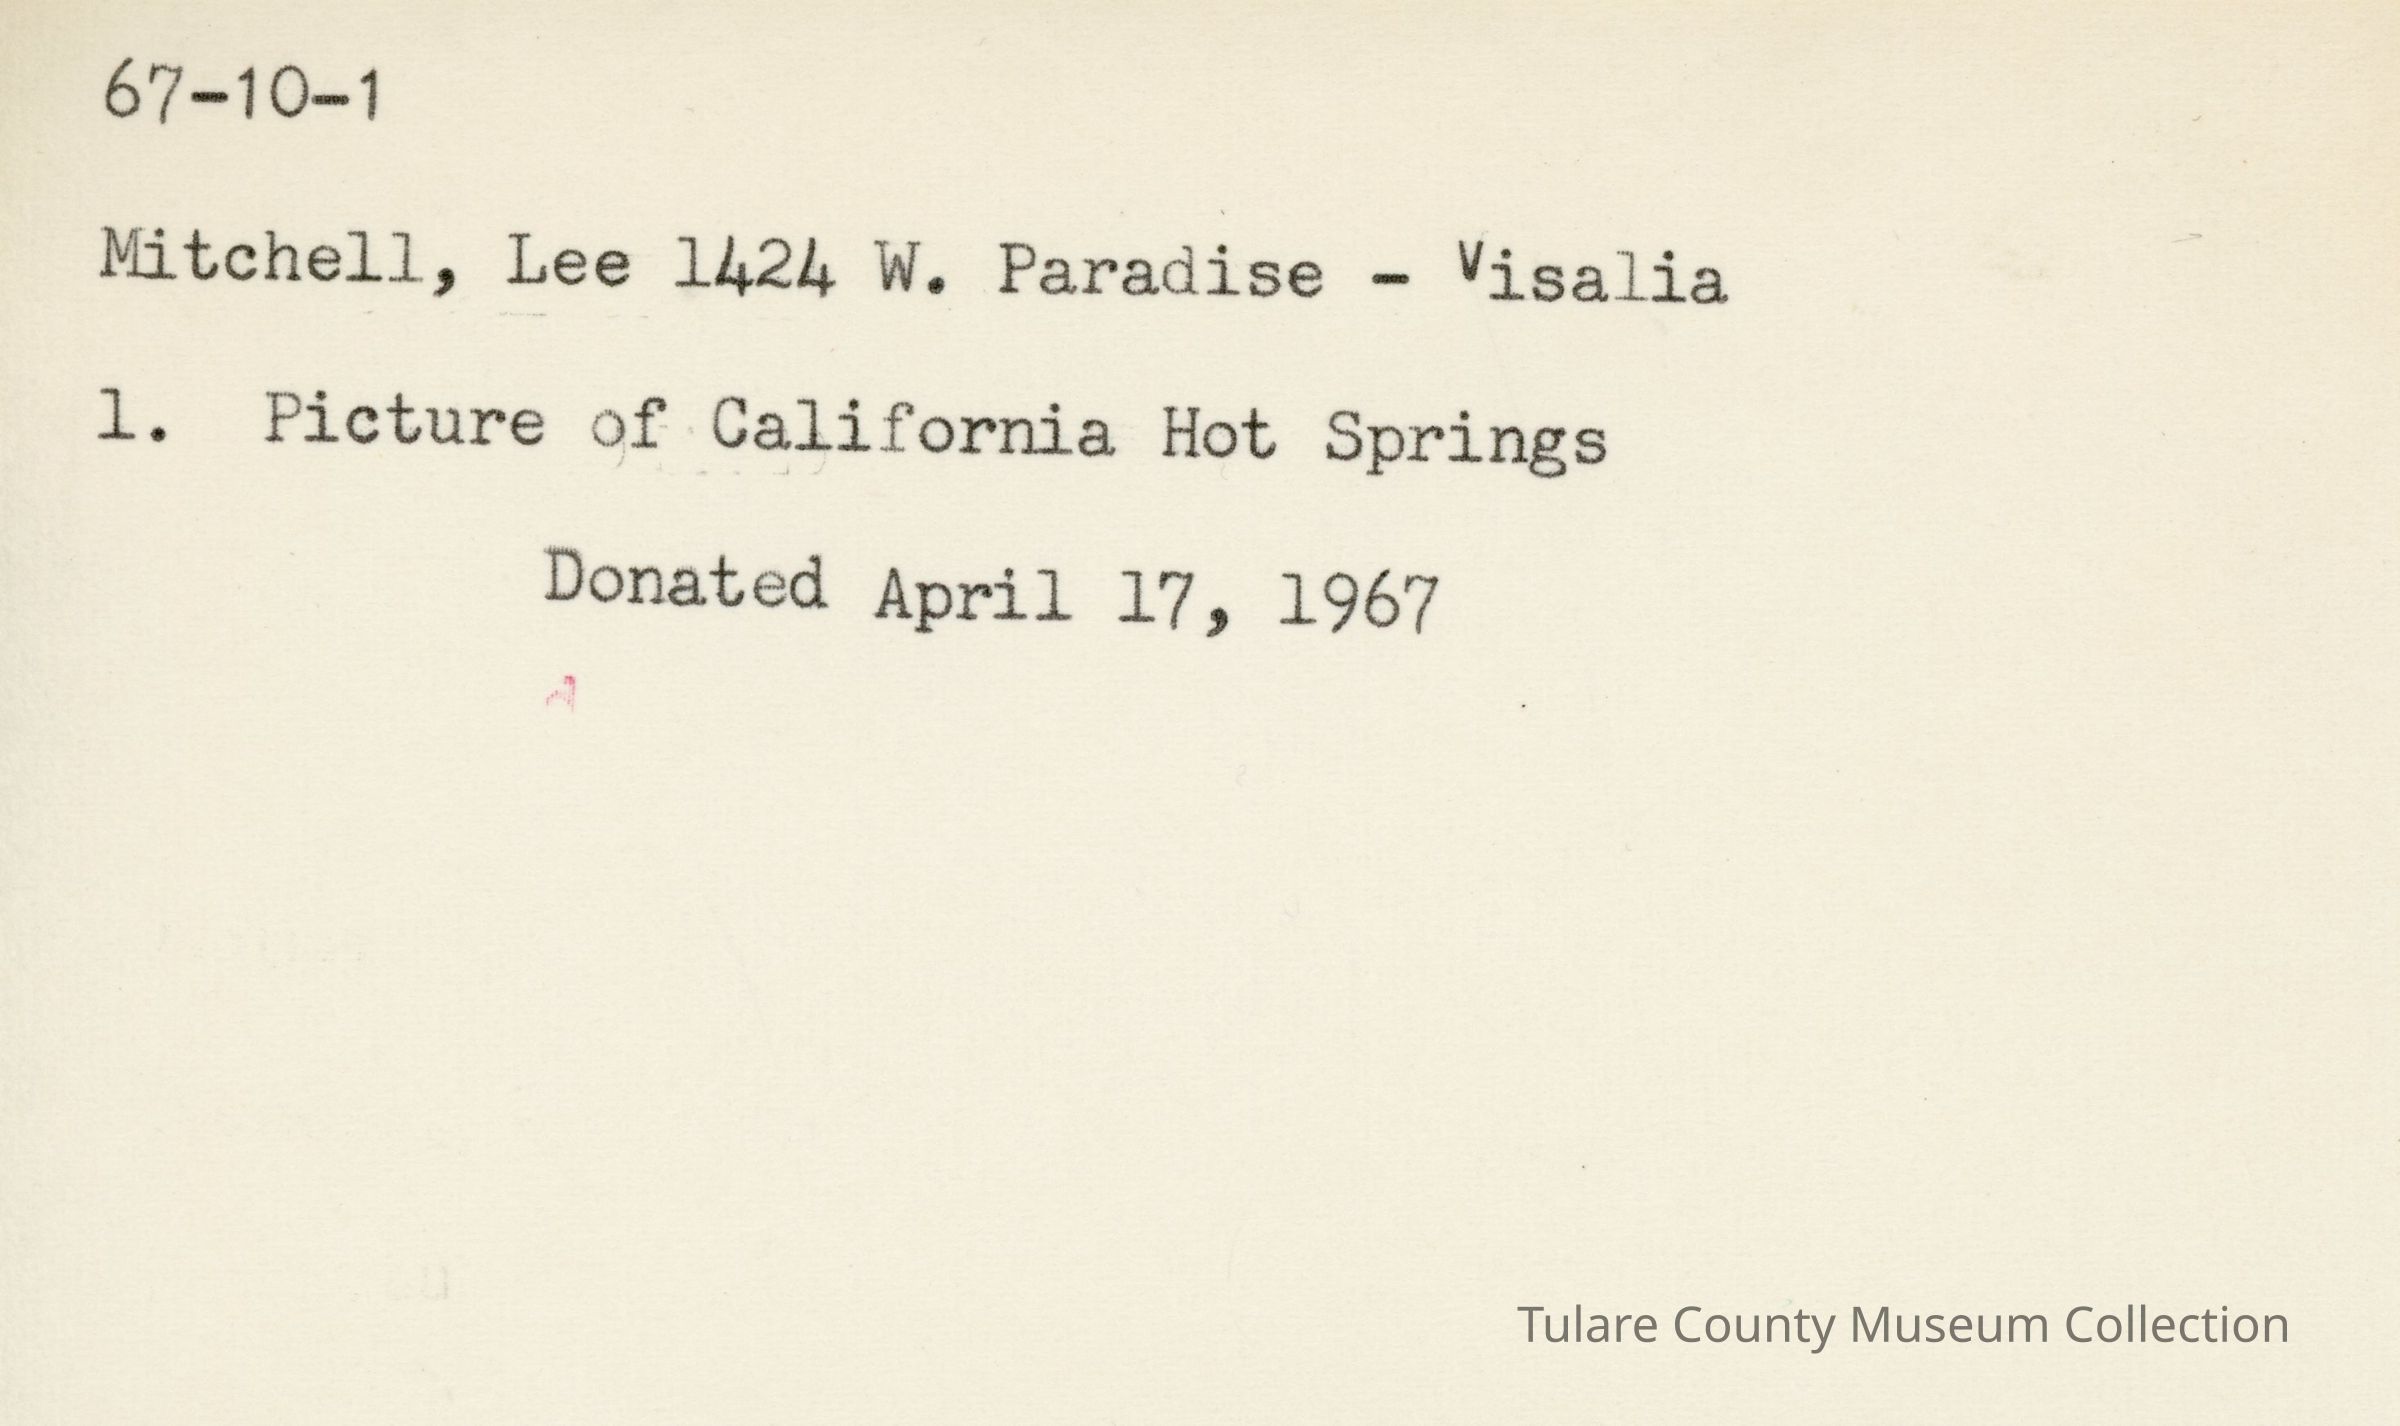 67-10-1
Mitchell, Lee 1424 W. Paradise - Visalia
1. Picture of California Hot Springs
Donated April 17, 1967
Tulare County Museum Collection